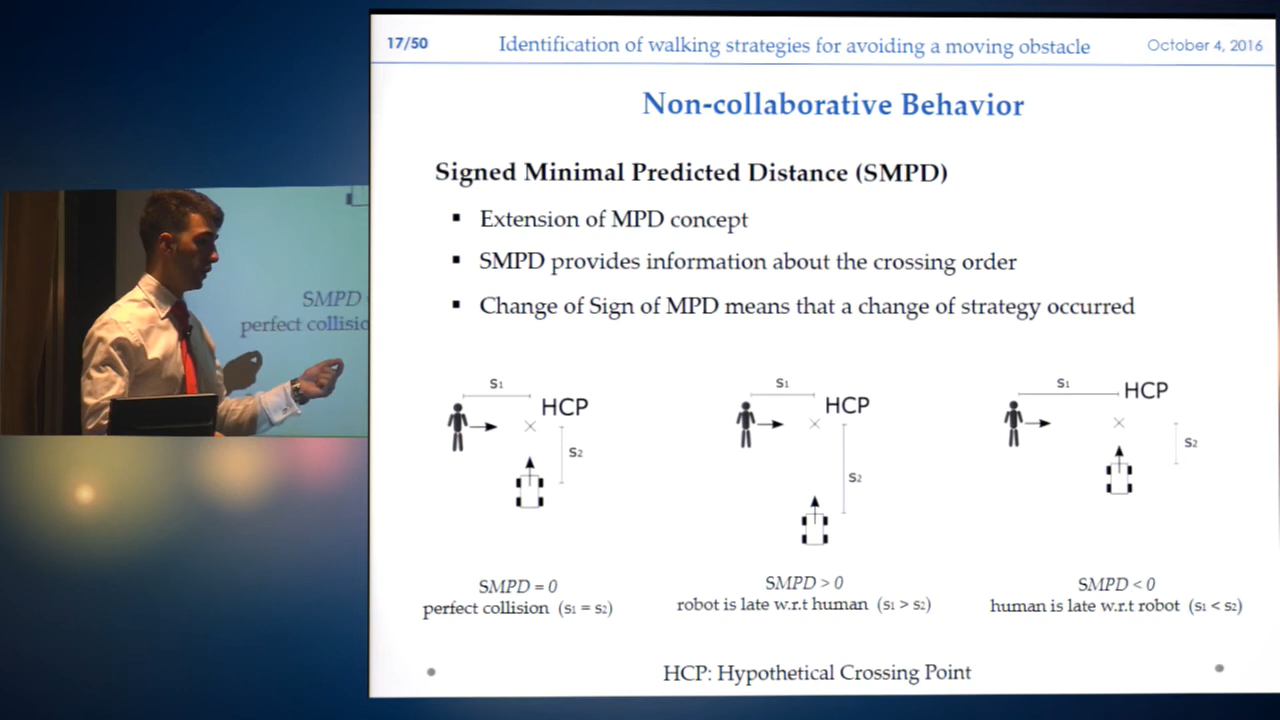 17/50 Identification of walking strategies for avoiding a moving obstacle October 4, 2016
Non-collaborative Behavior
Signed Minimal Predicted Distance (SMPD)
▪ Extension of MPD concept
▪ SMPD provides information about the crossing order
▪ Change of Sign of MPD means that a change of strategy occurred
SMPD
perfect collisio
S1
HCP
S2
S1
HCP
S2
S1
HCP
S2
SMPD = 0
perfect collision (s1 = s2)
SMPD > 0
robot is late w.r.t human (s1 > s2)
SMPD < 0
human is late w.r.t robot (s1 < s2)
HCP: Hypothetical Crossing Point